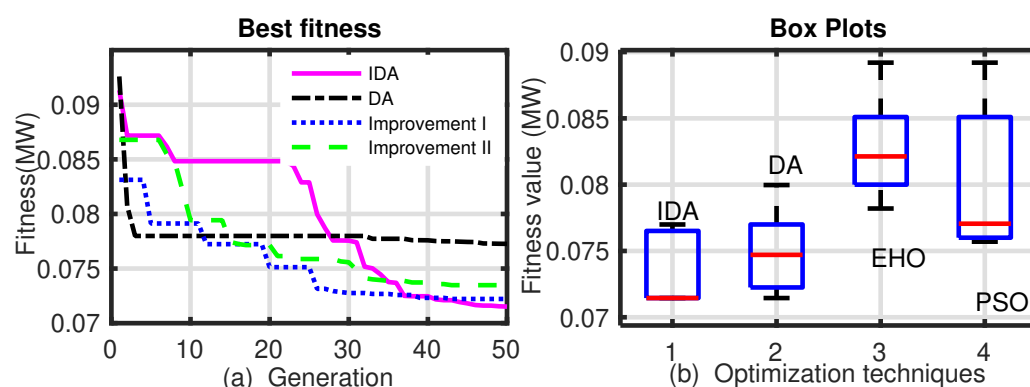 Best fitness
Fitness(MW)
0.09
0.085
0.08
0.075
0.07
0 10 20 30 40 50
IDA
DA
Improvement I
Improvement II
(a) Generation
Box Plots
Fitness value (MW)
0.09
0.085
0.08
0.075
0.07
IDA
DA
EHO
PSO
1 2 3 4
(b) Optimization techniques